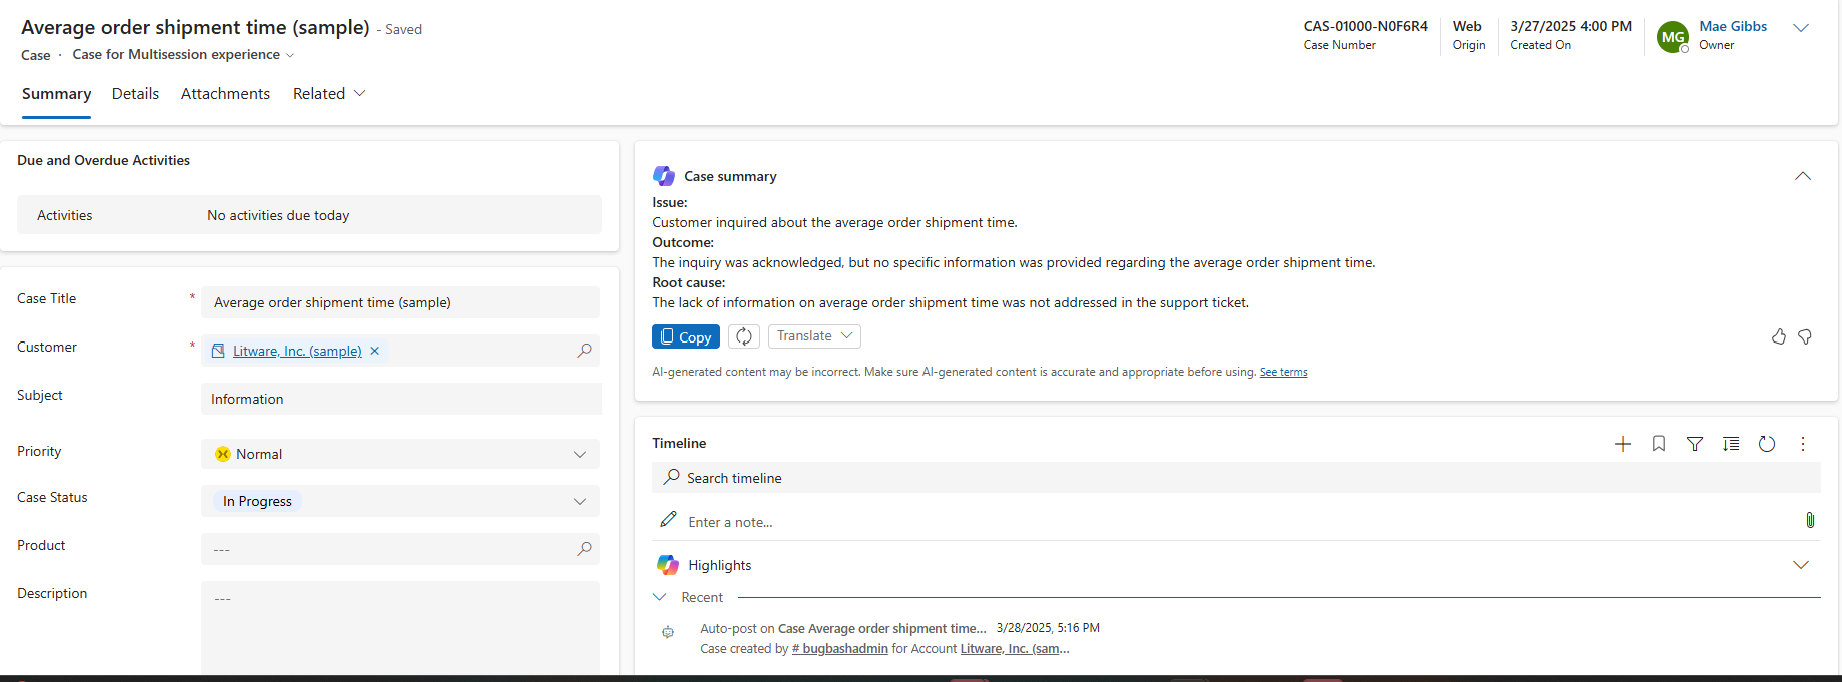 Average order shipment time (sample) - Saved
Case · Case for Multisession experience
CAS-01000-N0F6R4
Case Number
Web
Origin
3/27/2025 4:00 PM
Created On
MG
Mae Gibbs
Owner
Summary Details Attachments Related
Due and Overdue Activities
Activities No activities due today
Case Title * Average order shipment time (sample)
Customer * Litware, Inc. (sample)
Subject Information
Priority Normal
Case Status In Progress
Product ---
Description ---
Case summary
Issue:
Customer inquired about the average order shipment time.
Outcome:
The inquiry was acknowledged, but no specific information was provided regarding the average order shipment time.
Root cause:
The lack of information on average order shipment time was not addressed in the support ticket.
Copy Translate
AI-generated content may be incorrect. Make sure AI-generated content is accurate and appropriate before using. See terms
Timeline
Search timeline
Enter a note...
Highlights
Recent
Auto-post on Case Average order shipment time... 3/28/2025, 5:16 PM
Case created by # bugbashadmin for Account Litware, Inc. (sam...